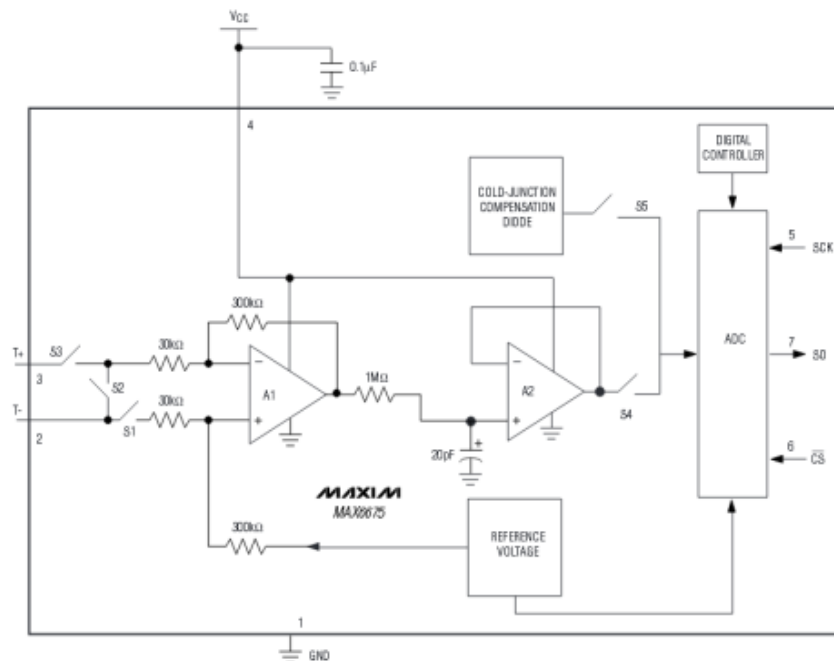 VCC
0.1µF
4
DIGITAL
CONTROLLER
COLD-JUNCTION
COMPENSATION
DIODE
S5
5
SCK
300kΩ
ADC
T+
S3
30kΩ
3
S2
A1
1MΩ
A2
S4
7
SO
T-
30kΩ
2
S1
20pF
6
CS
MAXIM
MAX6675
300kΩ
REFERENCE
VOLTAGE
1
GND